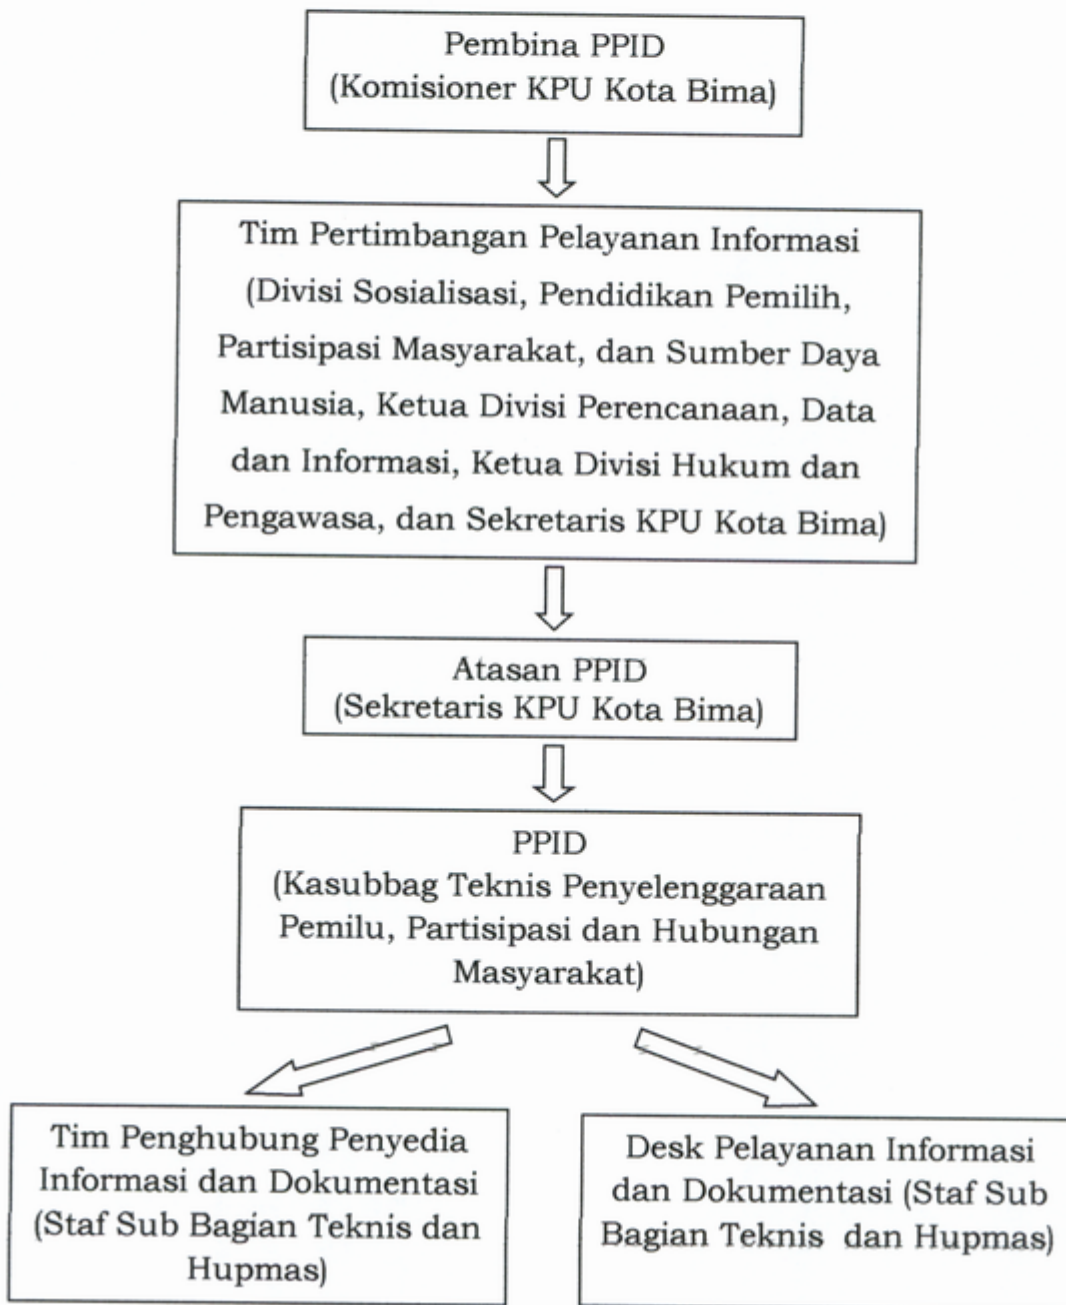 Pembina PPID
(Komisioner KPU Kota Bima)
Tim Pertimbangan Pelayanan Informasi
(Divisi Sosialisasi, Pendidikan Pemilih,
Partisipasi Masyarakat, dan Sumber Daya
Manusia, Ketua Divisi Perencanaan, Data
dan Informasi, Ketua Divisi Hukum dan
Pengawasa, dan Sekretaris KPU Kota Bima)
Atasan PPID
(Sekretaris KPU Kota Bima)
PPID
(Kasubbag Teknis Penyelenggaraan
Pemilu, Partisipasi dan Hubungan
Masyarakat)
Tim Penghubung Penyedia
Informasi dan Dokumentasi
(Staf Sub Bagian Teknis dan
Hupmas)
Desk Pelayanan Informasi
dan Dokumentasi (Staf Sub
Bagian Teknis dan Hupmas)